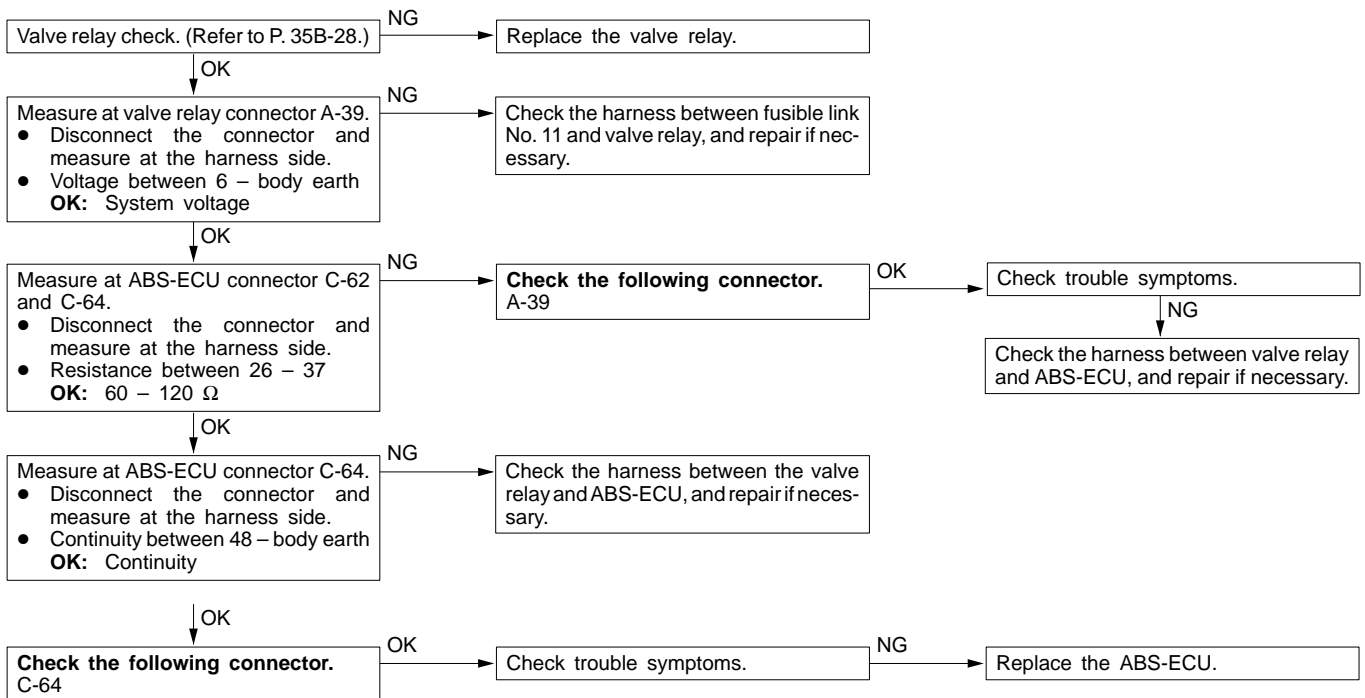 Valve relay check. (Refer to P. 35B-28.)
NG
Replace the valve relay.
OK
Measure at valve relay connector A-39.
● Disconnect the connector and
measure at the harness side.
● Voltage between 6 – body earth
OK: System voltage
NG
Check the harness between fusible link
No. 11 and valve relay, and repair if nec-
essary.
OK
Measure at ABS-ECU connector C-62
and C-64.
● Disconnect the connector and
measure at the harness side.
● Resistance between 26 – 37
OK: 60 – 120 Ω
NG
Check the following connector.
A-39
OK
Check trouble symptoms.
NG
Check the harness between valve relay
and ABS-ECU, and repair if necessary.
OK
Measure at ABS-ECU connector C-64.
● Disconnect the connector and
measure at the harness side.
● Continuity between 48 – body earth
OK: Continuity
NG
Check the harness between the valve
relay and ABS-ECU, and repair if neces-
sary.
OK
Check the following connector.
C-64
OK
Check trouble symptoms.
NG
Replace the ABS-ECU.